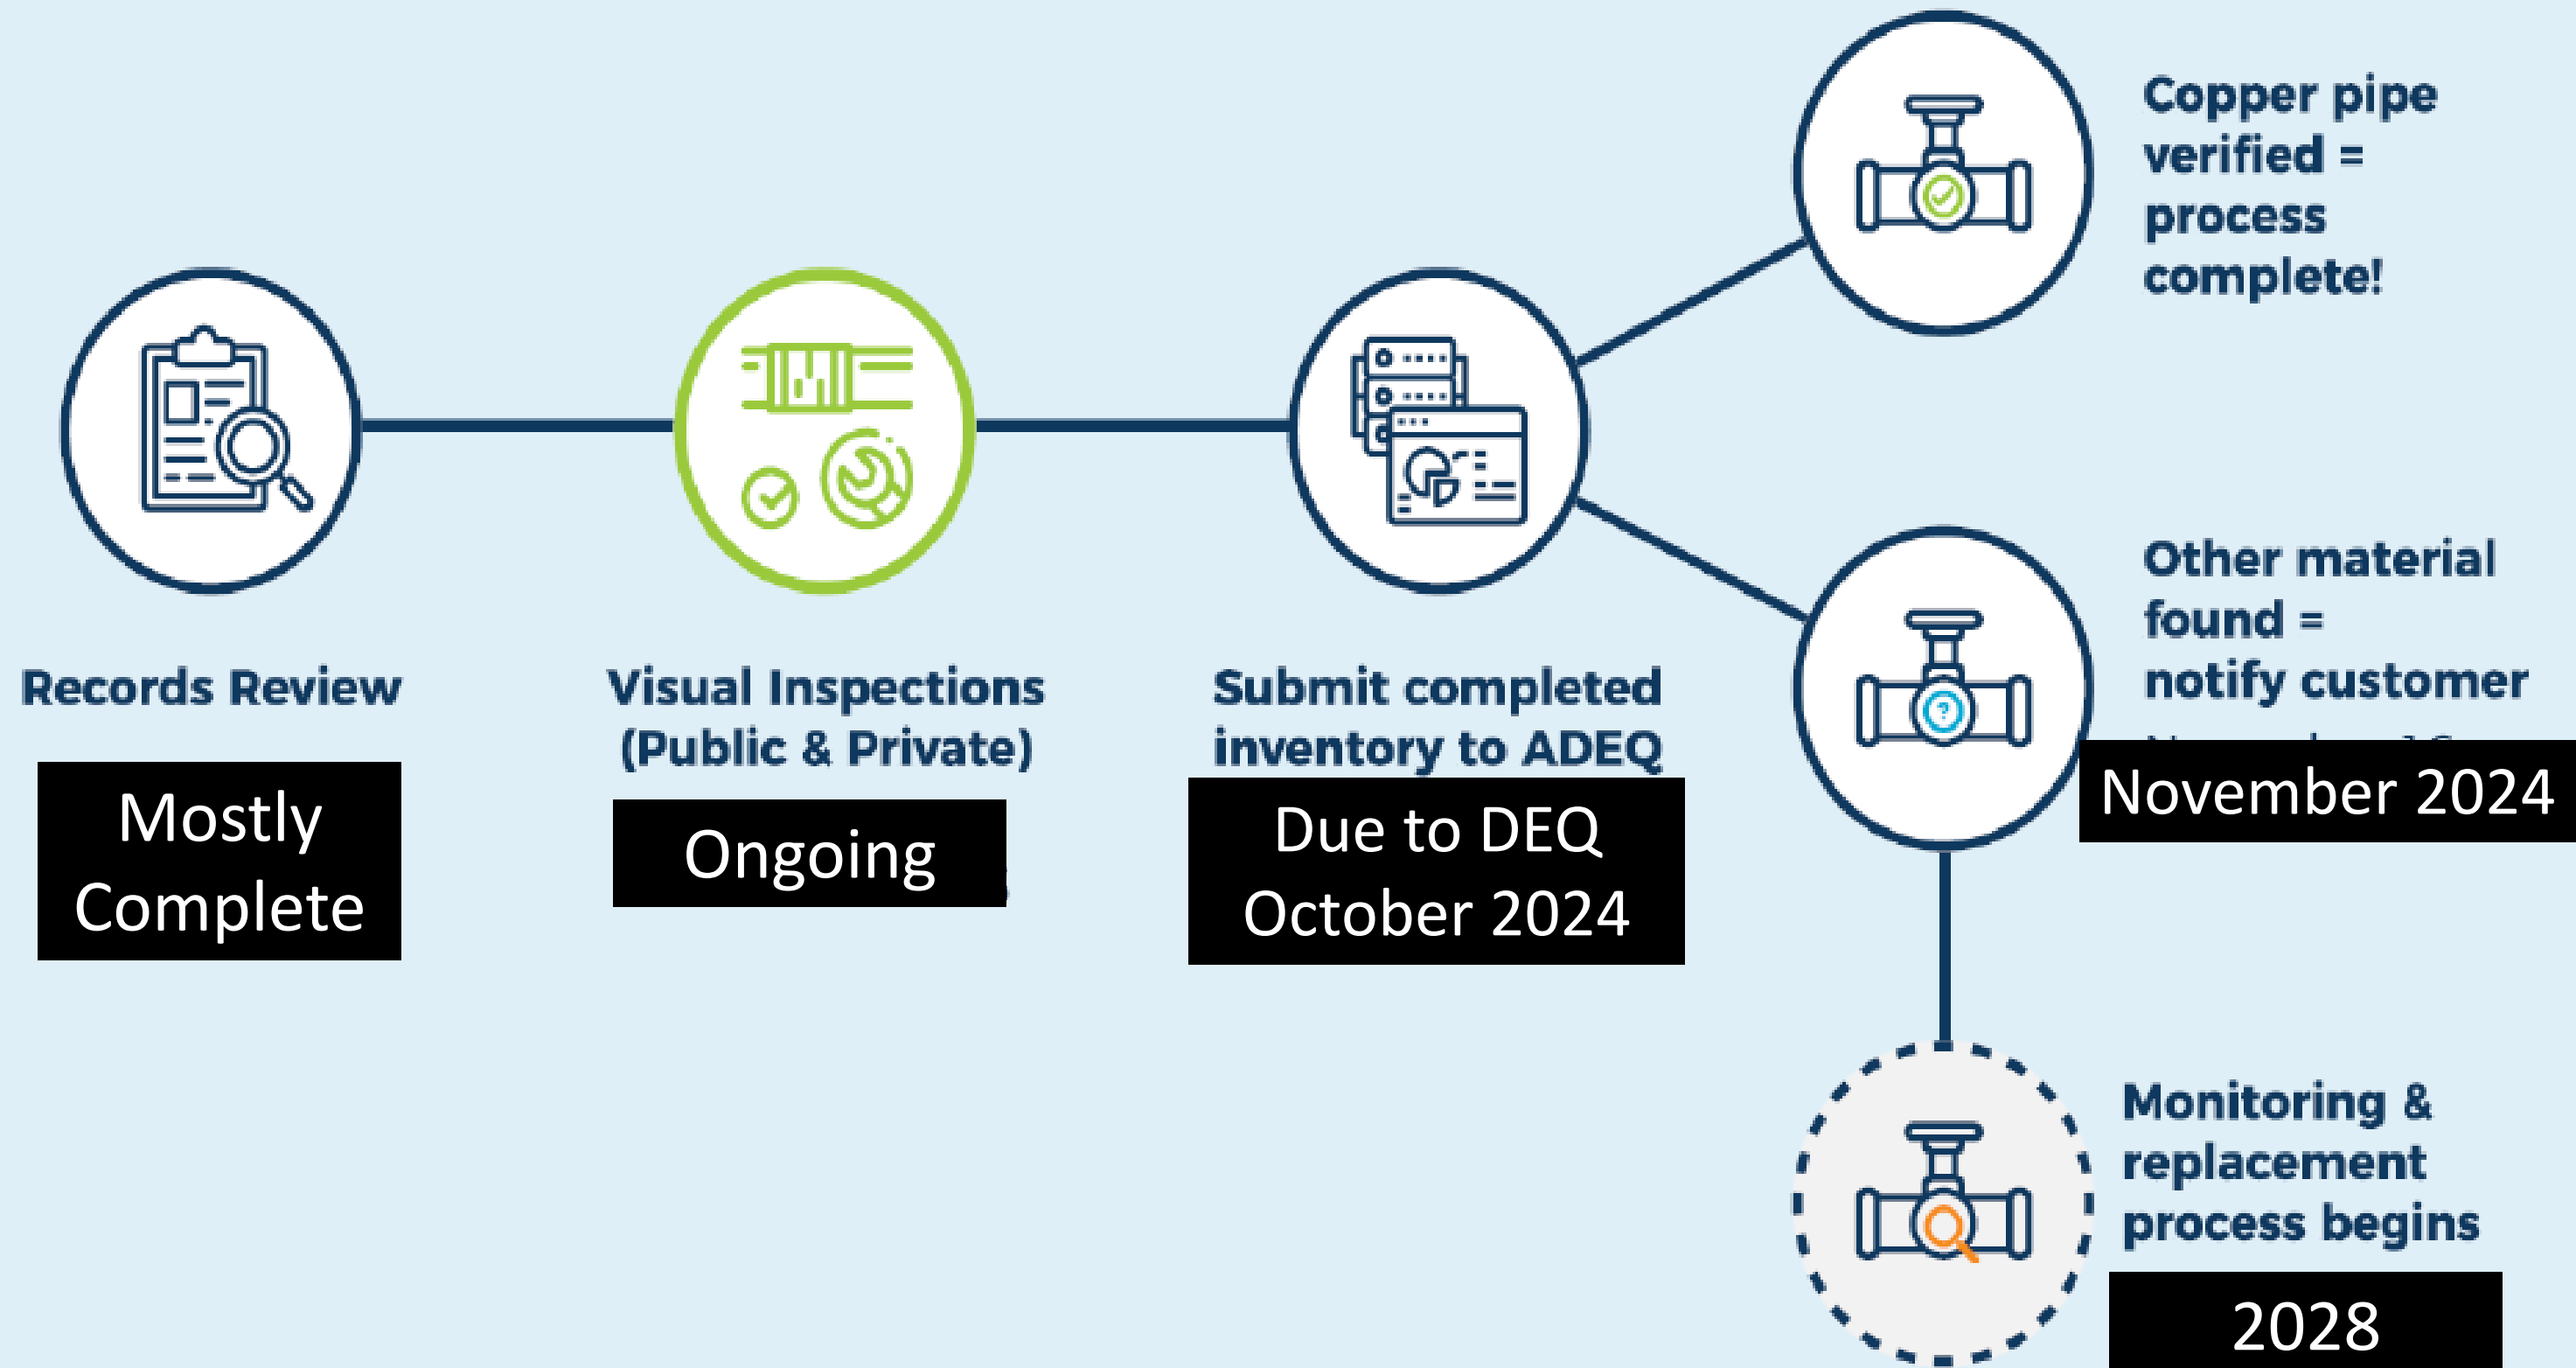 Records Review
Mostly
Complete
Visual Inspections
(Public & Private)
Ongoing
Submit completed
inventory to ADEQ
Due to DEQ
October 2024
Copper pipe
verified =
process
complete!
Other material
found =
notify customer
November 2024
Monitoring &
replacement
process begins
2028